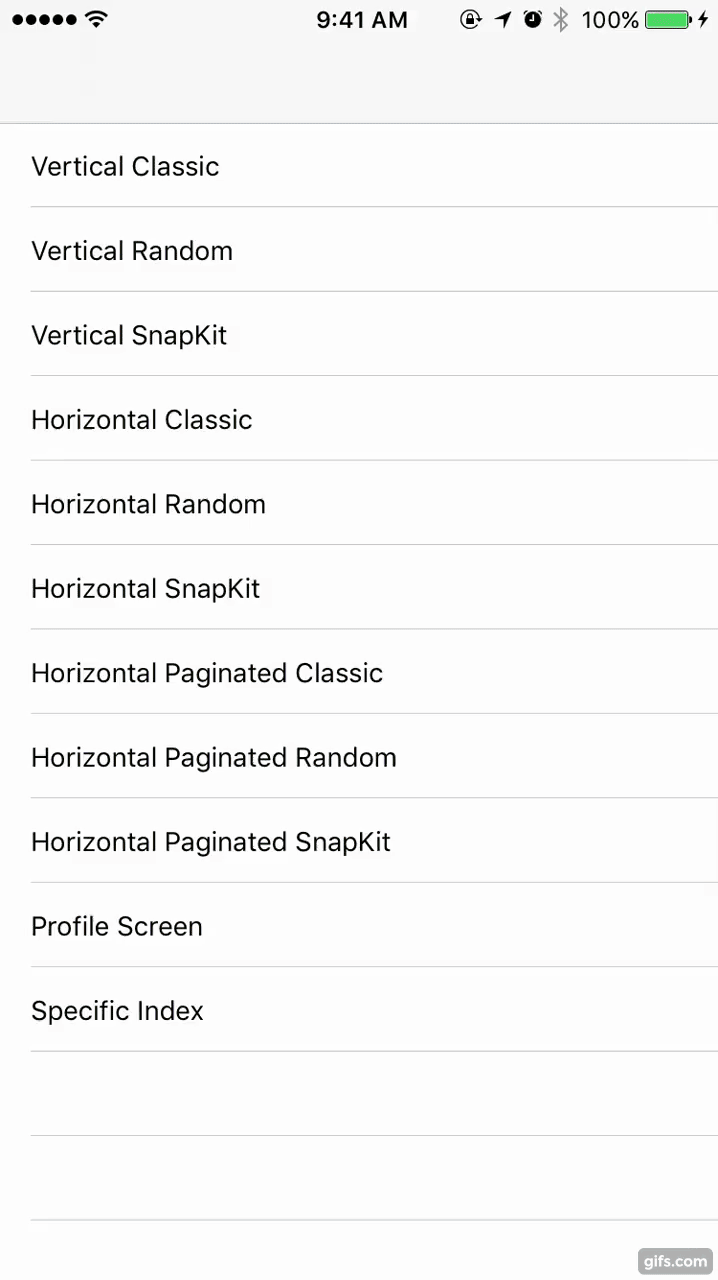 9:41 AM 100%
Vertical Classic
Vertical Random
Vertical SnapKit
Horizontal Classic
Horizontal Random
Horizontal SnapKit
Horizontal Paginated Classic
Horizontal Paginated Random
Horizontal Paginated SnapKit
Profile Screen
Specific Index
gifs.com